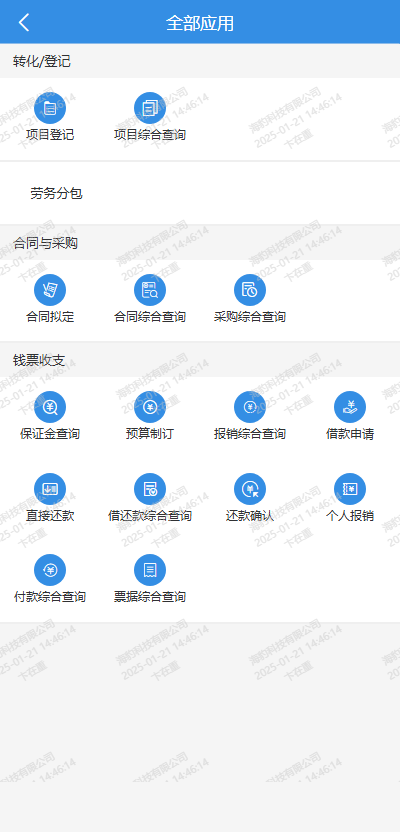 全部应用
转化/登记
项目登记 项目综合查询
劳务分包
合同与采购
合同拟定 合同综合查询 采购综合查询
钱票收支
保证金查询 预算制订 报销综合查询 借款申请
直接还款 借还款综合查询 还款确认 个人报销
付款综合查询 票据综合查询
海豹科技有限公司
2025-01-21 14:46:14
卞在重